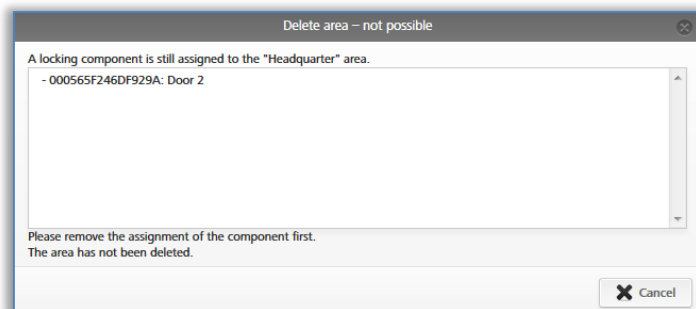 Delete area – not possible
A locking component is still assigned to the "Headquarter" area.
- 000565F246DF929A: Door 2
Please remove the assignment of the component first.
The area has not been deleted.
Cancel